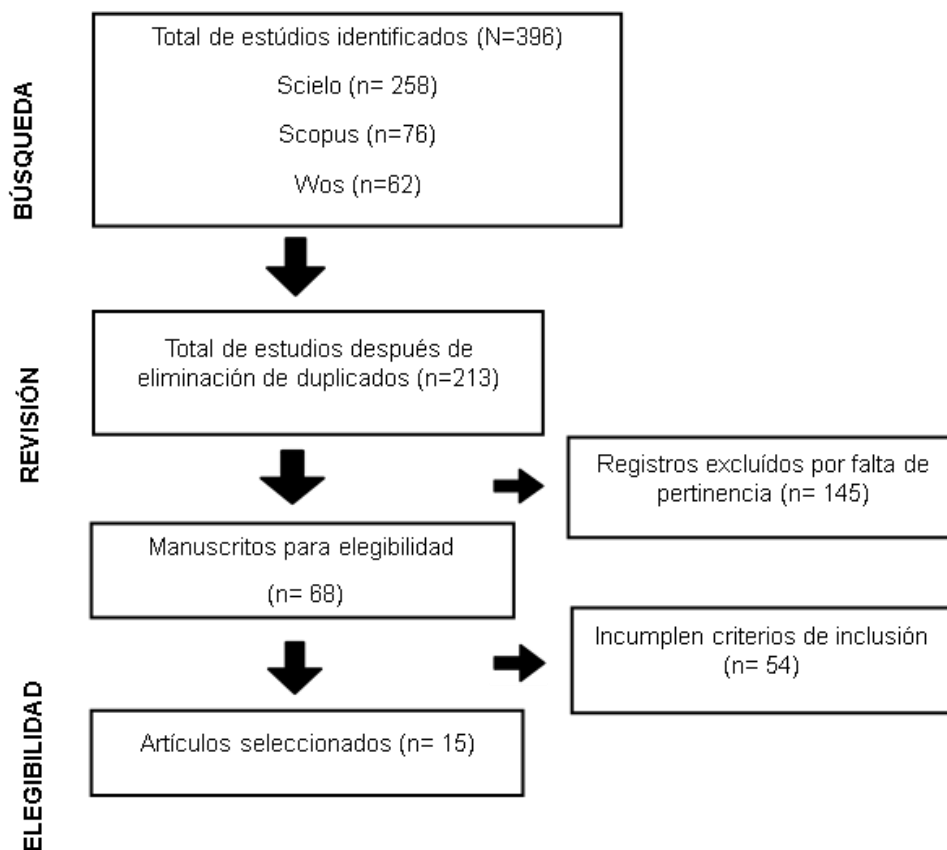 BÚSQUEDA
Total de estúdios identificados (N=396)
Scielo (n= 258)
Scopus (n=76)
Wos (n=62)
REVISIÓN
Total de estudios después de
eliminación de duplicados (n=213)
Registros excluídos por falta de
pertinencia (n= 145)
Manuscritos para elegibilidad
(n= 68)
Incumplen criterios de inclusión
(n= 54)
ELEGIBILIDAD
Artículos seleccionados (n= 15)